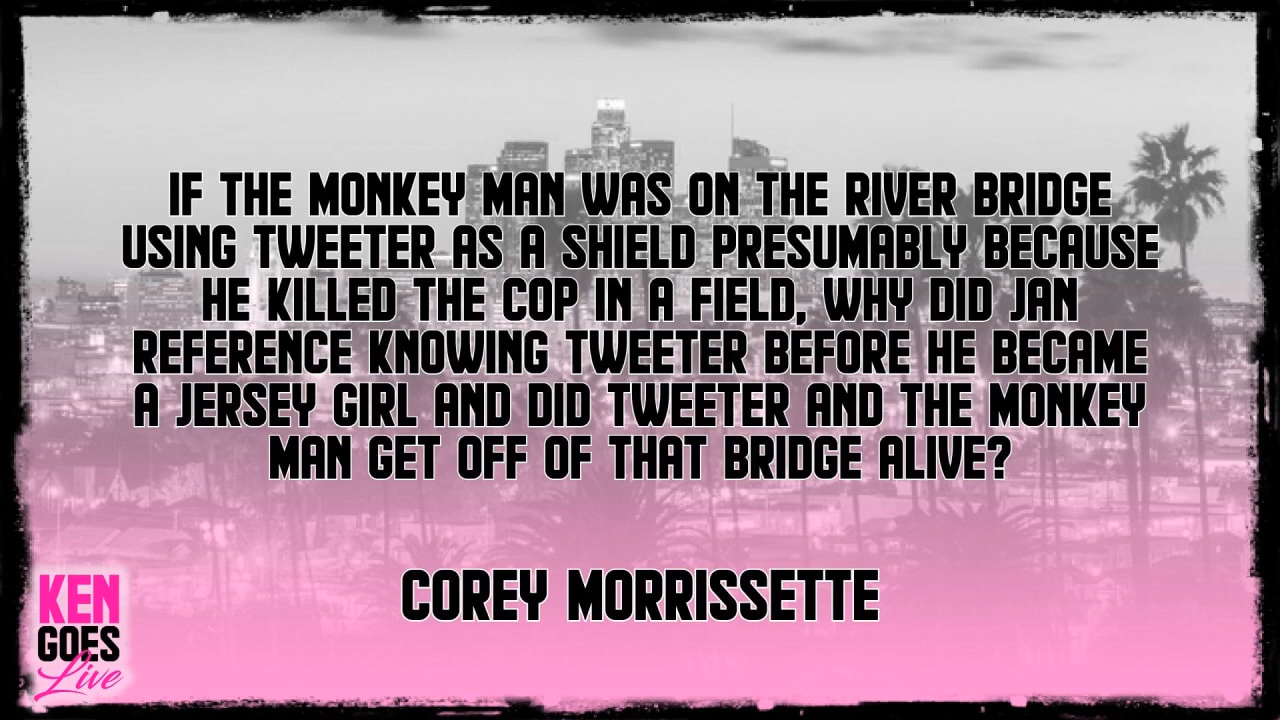 IF THE MONKEY MAN WAS ON THE RIVER BRIDGE
USING TWEETER AS A SHIELD PRESUMABLY BECAUSE
HE KILLED THE COP IN A FIELD, WHY DID JAN
REFERENCE KNOWING TWEETER BEFORE HE BECAME
A JERSEY GIRL AND DID TWEETER AND THE MONKEY
MAN GET OFF OF THAT BRIDGE ALIVE?
COREY MORRISSETTE
KEN
GOES
Live